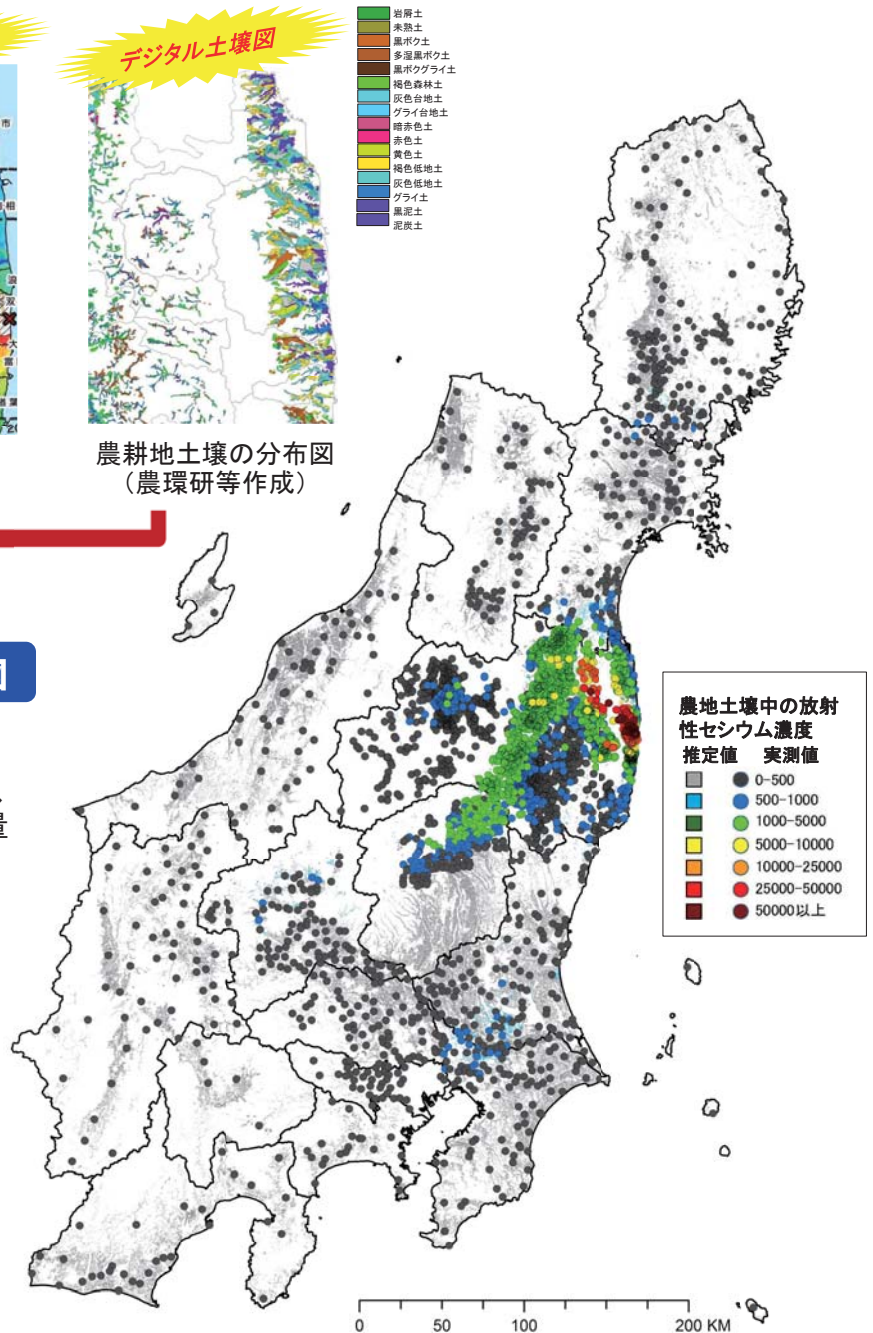 デジタル土壌図
岩屑土
未熟土
黒ボク土
多湿黒ボク土
黒ボクグライ土
褐色森林土
灰色台地土
グライ台地土
暗赤色土
赤色土
黄色土
褐色低地土
灰色低地土
グライ土
黒泥土
泥炭土
市
相
浪
双
大
富
農耕地土壌の分布図
(農環研等作成)
量
農地土壌中の放射
性セシウム濃度
推定値 実測値
0-500
500-1000
1000-5000
5000-10000
10000-25000
25000-50000
50000以上
0 50 100 200 KM